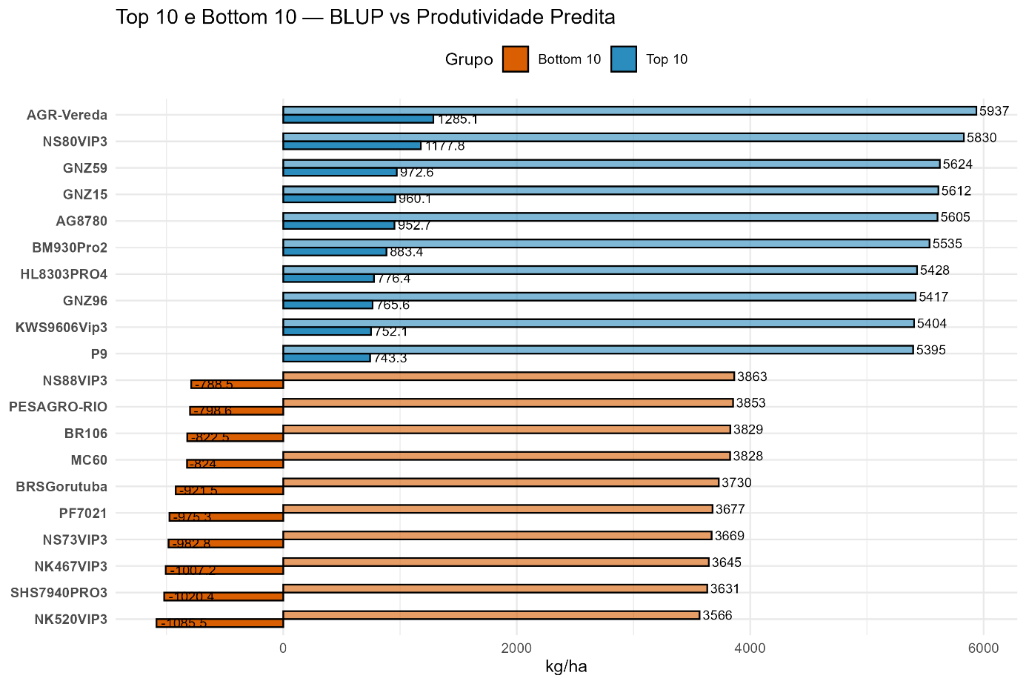 Top 10 e Bottom 10 — BLUP vs Produtividade Predita
Grupo Bottom 10 Top 10
AGR-Vereda 5937
1285.1
NS80VIP3 5830
1177.8
GNZ59 5624
972.6
GNZ15 5612
960.1
AG8780 5605
952.7
BM930Pro2 5535
883.4
HL8303PRO4 5428
776.4
GNZ96 5417
765.6
KWS9606Vip3 5404
752.1
P9 5395
743.3
NS88VIP3 3863
-788.5
PESAGRO-RIO 3853
-798.6
BR106 3829
-822.5
MC60 3828
-824
BRSGorutuba 3730
-921.5
PF7021 3677
-975.3
NS73VIP3 3669
-982.8
NK467VIP3 3645
-1007.2
SHS7940PRO3 3631
-1020.4
NK520VIP3 3566
-1085.5
0 2000 4000 6000
kg/ha